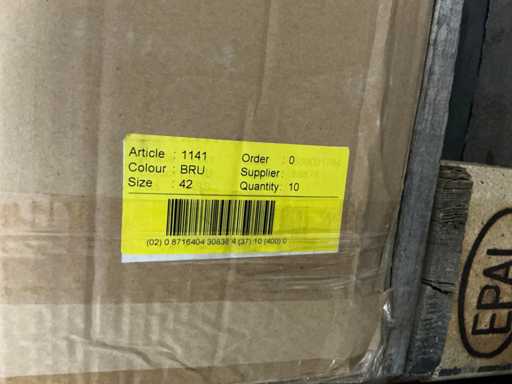 Article : 1141
Colour : BRU
Size : 42
Order : 0
Supplier :
Quantity: 10
(02) 0 8716404 30838 4 (37) 10 (400) 0
EPAL